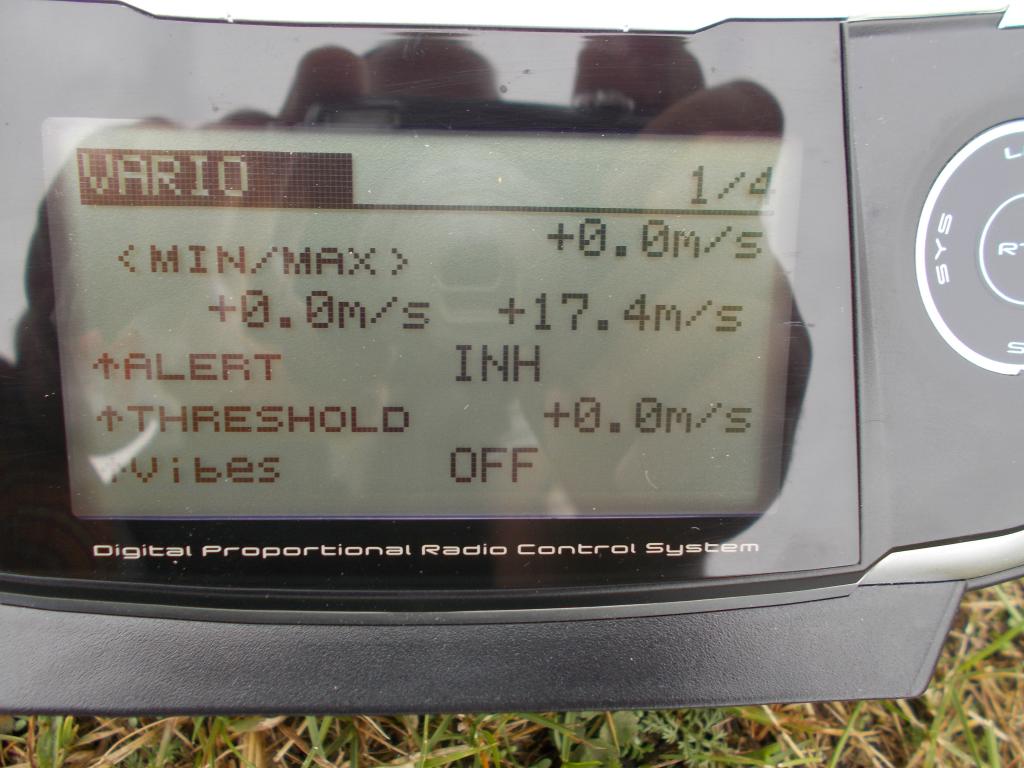 VARIO 1/4
+0.0m/s
<MIN/MAX>
+0.0m/s +17.4m/s
↑ALERT INH
↑THRESHOLD +0.0m/s
↑Vibes OFF
Digital Proportional Radio Control System
SYS